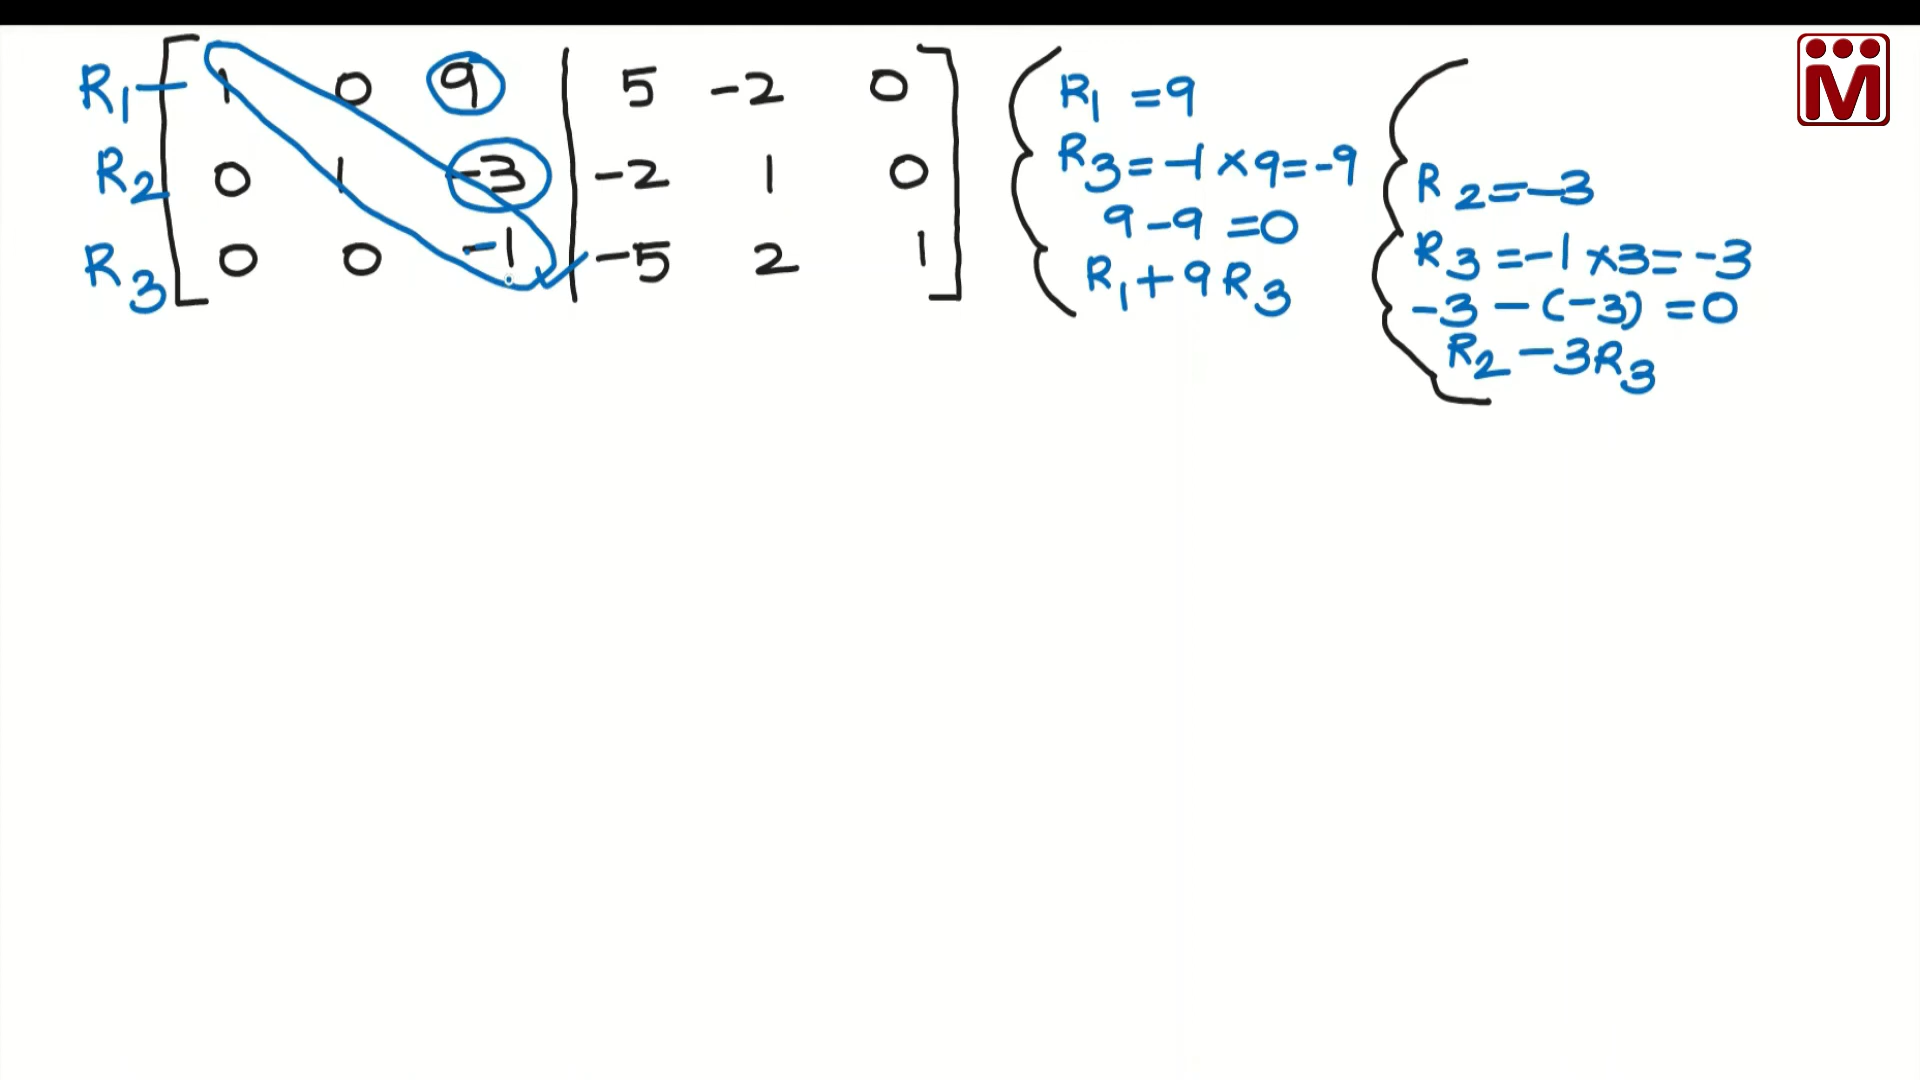 R1 1 0 9 | 5 -2 0
R2 0 1 -3 | -2 1 0
R3 0 0 -1 | -5 2 1
R1 = 9
R3 = -1 × 9 = -9
9 - 9 = 0
R1 + 9R3
R2 = -3
R3 = -1 × 3 = -3
-3 - (-3) = 0
R2 - 3R3
M